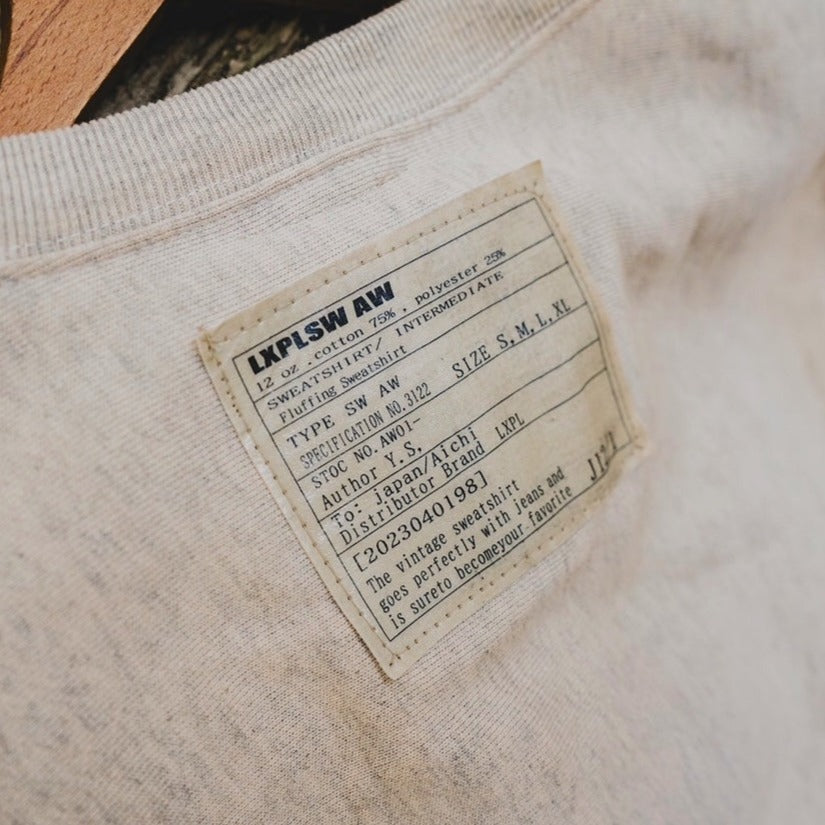 LXPLSW AW
12 oz .cotton 75% , polyester 25%
SWEATSHIRT/ INTERMEDIATE
Fluffing Sweatshirt
TYPE SW AW SIZE S, M, L, XL
SPECIFICATION NO.3122
STOC NO. AW01-
Author Y.S.
To: japan/Aichi
Distributor Brand LXPL
[2023040198]
The vintage sweatshirt
goes perfectly with jeans and
is sureto becomeyour favorite